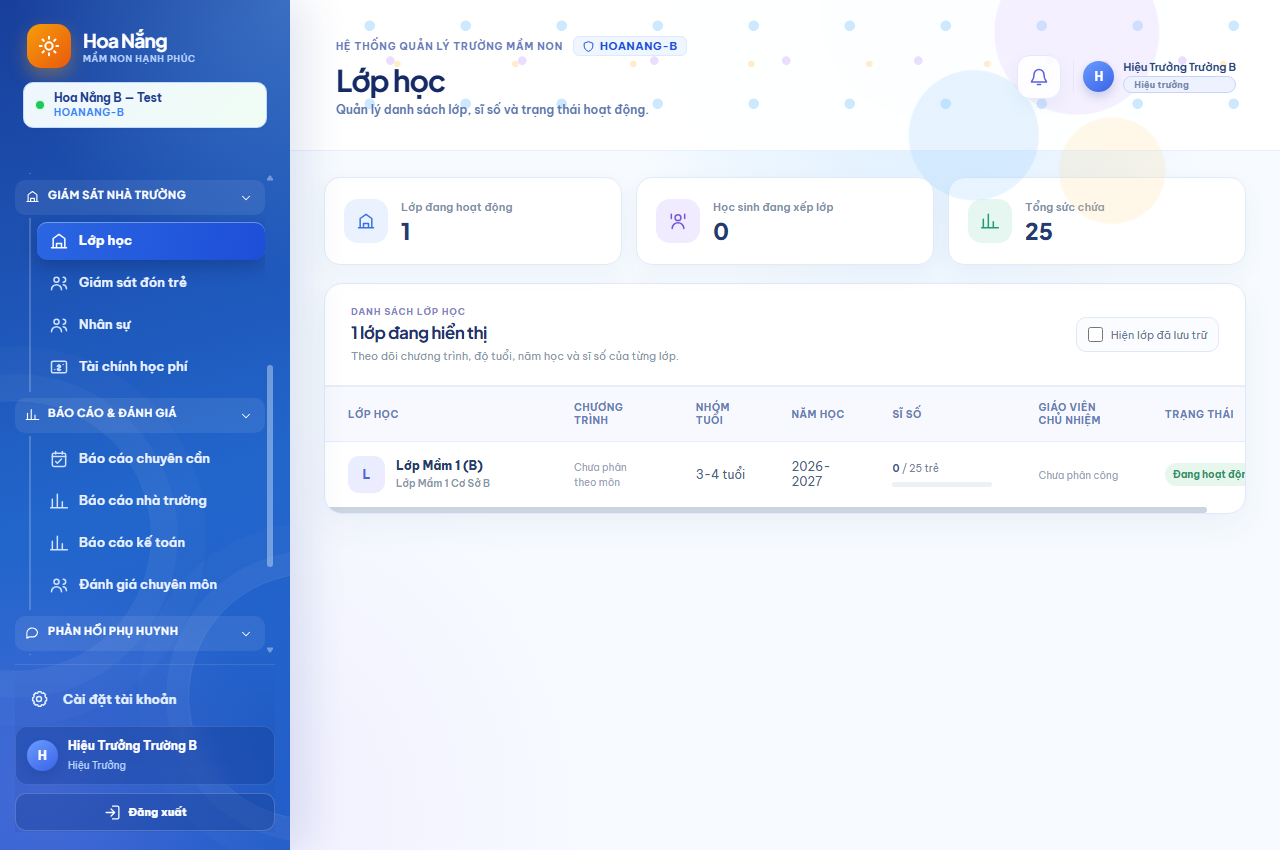 Hoa Nắng
MẦM NON HẠNH PHÚC
Hoa Nắng B — Test
HOANANG-B
GIÁM SÁT NHÀ TRƯỜNG
Lớp học
Giám sát đón trẻ
Nhân sự
Tài chính học phí
BÁO CÁO & ĐÁNH GIÁ
Báo cáo chuyên cần
Báo cáo nhà trường
Báo cáo kế toán
Đánh giá chuyên môn
PHẢN HỒI PHỤ HUYNH
Cài đặt tài khoản
H
Hiệu Trưởng Trường B
Hiệu Trưởng
Đăng xuất
HỆ THỐNG QUẢN LÝ TRƯỜNG MẦM NON HOANANG-B
Lớp học
Quản lý danh sách lớp, sĩ số và trạng thái hoạt động.
H
Hiệu Trưởng Trường B
Hiệu trưởng
Lớp đang hoạt động
1
Học sinh đang xếp lớp
0
Tổng sức chứa
25
DANH SÁCH LỚP HỌC
1 lớp đang hiển thị
Theo dõi chương trình, độ tuổi, năm học và sĩ số của từng lớp.
Hiện lớp đã lưu trữ
LỚP HỌC
CHƯƠNG
TRÌNH
NHÓM
TUỔI
NĂM HỌC
SĨ SỐ
GIÁO VIÊN
CHỦ NHIỆM
TRẠNG THÁI
L
Lớp Mầm 1 (B)
Lớp Mầm 1 Cơ Sở B
Chưa phân
theo môn
3–4 tuổi
2026-
2027
0 / 25 trẻ
Chưa phân công
Đang hoạt độn